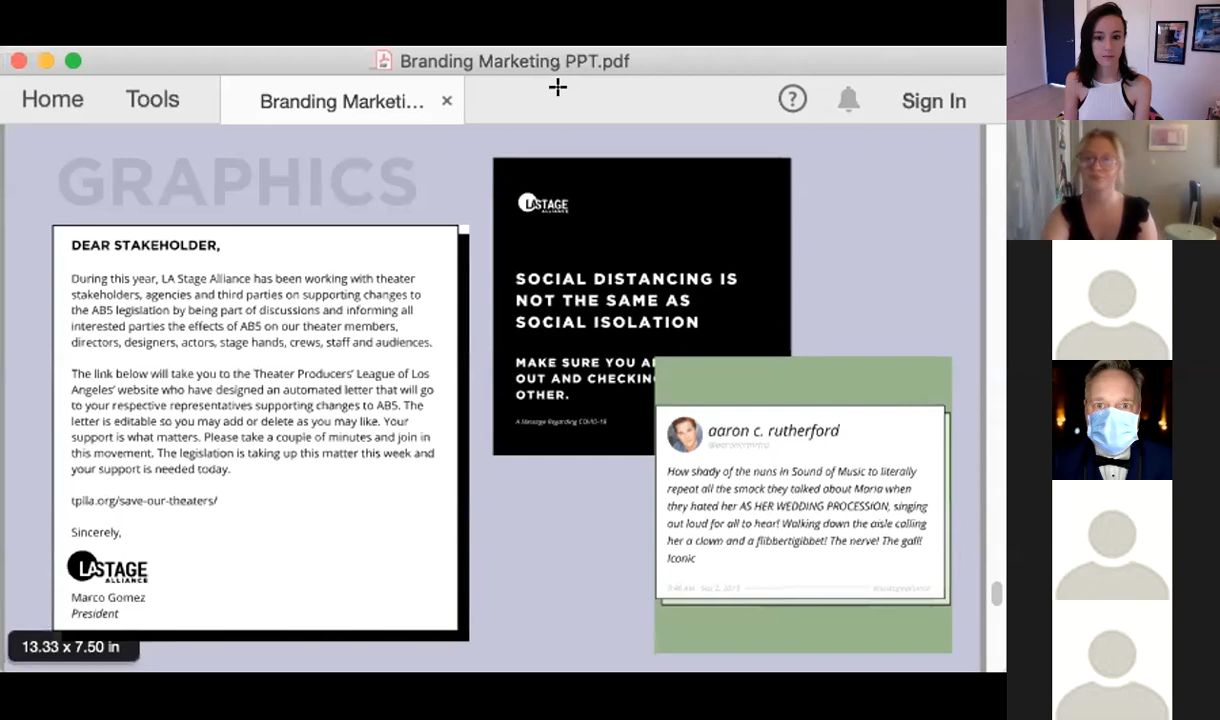 Branding Marketing PPT.pdf
Home
Tools
Branding Marketi...
Sign In
GRAPHICS
DEAR STAKEHOLDER,
During this year, LA Stage Alliance has been working with theater
stakeholders, agencies and third parties on supporting changes to
the AB5 legislation by being part of discussions and informing all
interested parties the effects of AB5 on our theater members,
directors, designers, actors, stage hands, crews, staff and audiences.
The link below will take you to the Theater Producers' League of Los
Angeles' website who have designed an automated letter that will go
to your respective representatives supporting changes to AB5. The
letter is editable so you may add or delete as you may like. Your
support is what matters. Please take a couple of minutes and join in
this movement. The legislation is taking up this matter this week and
your support is needed today.
tplla.org/save-our-theaters/
Sincerely,
LASTAGE
ALLIANCE
Marco Gomez
President
13.33 x 7.50 in
LASTAGE
ALLIANCE
SOCIAL DISTANCING IS
NOT THE SAME AS
SOCIAL ISOLATION
MAKE SURE YOU
OUT AND CHECKIN
OTHER.
A Message Regarding COVID-19
aaron c. rutherford
How shady of the nuns in Sound of Music to literally
repeat all the smack they talked about Maria when
they hated her AS HER WEDDING PROCESSION, singing
out loud for all to hear! Walking down the aisle calling
her a clown and a flibbertigibbet! The nerve! The gall!
Iconic